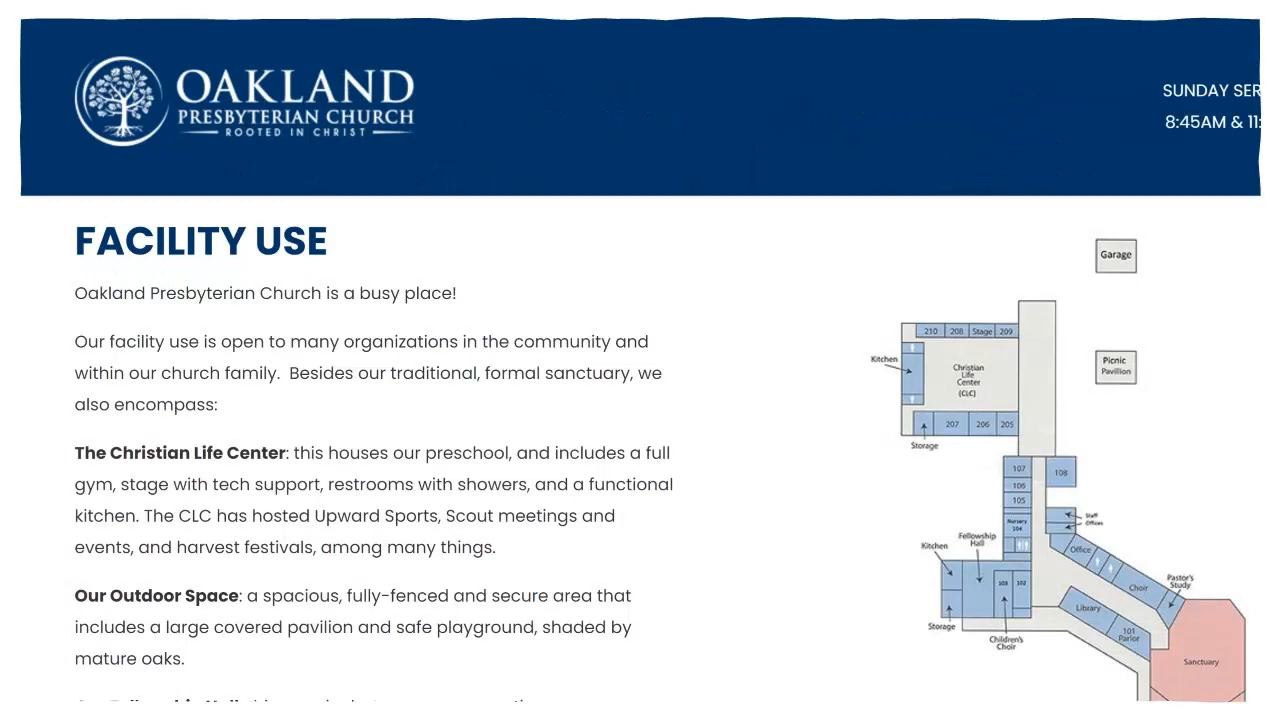 OAKLAND
PRESBYTERIAN CHURCH
ROOTED IN CHRIST
SUNDAY SER
8:45AM & 11:
FACILITY USE
Oakland Presbyterian Church is a busy place!
Our facility use is open to many organizations in the community and
within our church family. Besides our traditional, formal sanctuary, we
also encompass:
The Christian Life Center: this houses our preschool, and includes a full
gym, stage with tech support, restrooms with showers, and a functional
kitchen. The CLC has hosted Upward Sports, Scout meetings and
events, and harvest festivals, among many things.
Our Outdoor Space: a spacious, fully-fenced and secure area that
includes a large covered pavilion and safe playground, shaded by
mature oaks.
Garage
210 208 Stage 209
Kitchen
Christian
Life
Center
(CLC)
Picnic
Pavilion
207 206 205
Storage
107
108
106
105
Nursery
104
Staff
Offices
Fellowship
Hall
Kitchen
Office
103 102
Choir
Pastor's
Study
Library
101
Parlor
Storage
Children's
Choir
Sanctuary